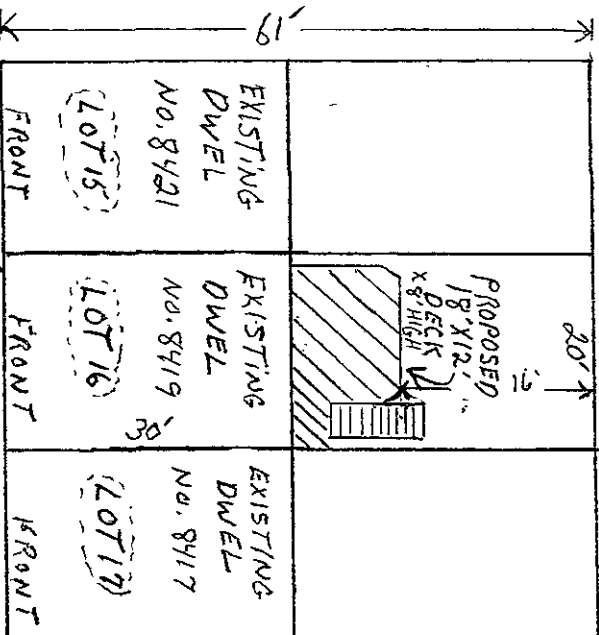 20'
61'
19'
PROPOSED
18'X12'
DECK
X 8' HIGH
EXISTING
DWEL
NO. 8421
LOT 15
FRONT
EXISTING
DWEL
NO. 8419
30'
LOT 16
FRONT
EXISTING
DWEL
NO. 8417
LOT 17
FRONT